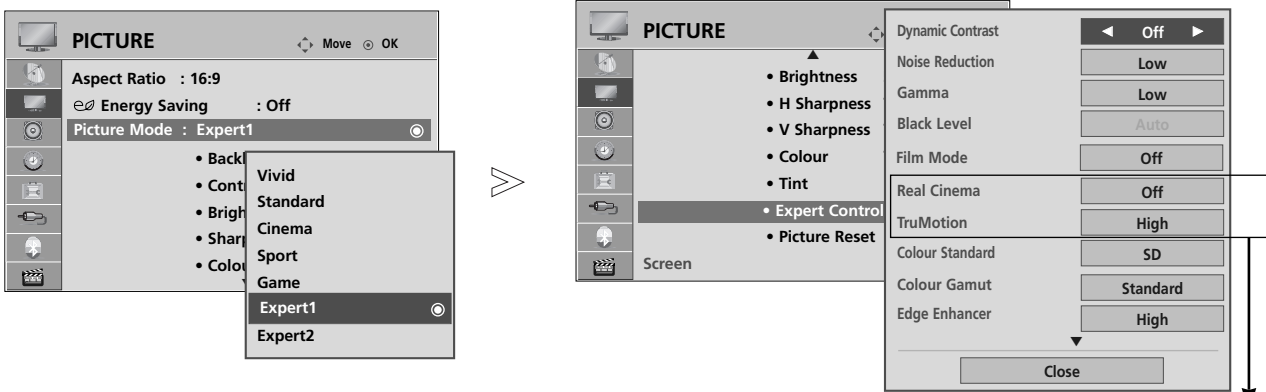 PICTURE
Move OK
Aspect Ratio : 16:9
Energy Saving : Off
Picture Mode : Expert1
• Back
• Cont
• Brigh
• Shar
• Colou
Vivid
Standard
Cinema
Sport
Game
Expert1
Expert2
PICTURE
• Brightness
• H Sharpness
• V Sharpness
• Colour
• Tint
• Expert Control
• Picture Reset
Screen
Dynamic Contrast Off
Noise Reduction Low
Gamma Low
Black Level Auto
Film Mode Off
Real Cinema Off
TruMotion High
Colour Standard SD
Colour Gamut Standard
Edge Enhancer High
Close